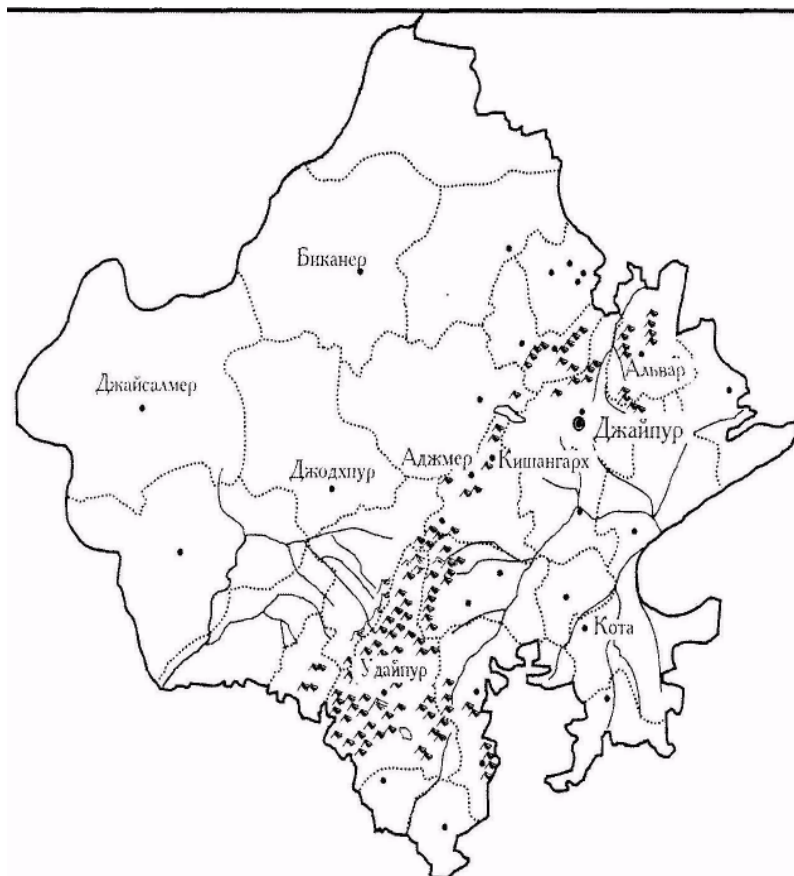 Биканер
Альвар
Джайсалмер
Джайпур
Аджмер
Кишангарх
Джодхпур
Кота
Удайпур